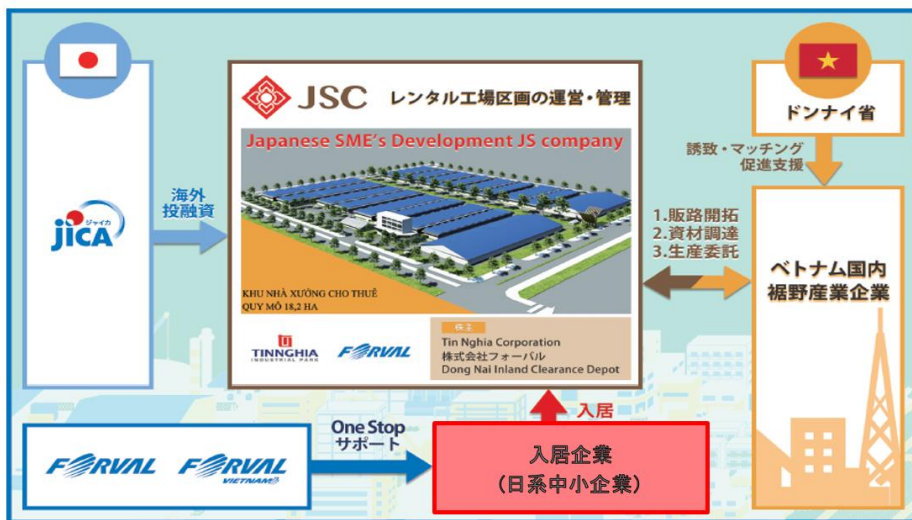 ジャイカ
jICA
海外
投融資
JSC
レンタル工場区画の運営・管理
Japanese SME's Development JS company
KHU NHÀ XƯỞNG CHO THUÊ
QUY MÔ 18,2 HA
TINNGHIA
INDUSTRIAL PARK
FORVAL
株主
Tin Nghia Corporation
株式会社フォーバル
Dong Nai Inland Clearance Depot
ドンナイ省
誘致・マッチング
促進支援
1.販路開拓
2.資材調達
3.生産委託
ベトナム国内
裾野産業企業
入居
FORVAL
FORVAL
VIETNAM
One Stop
サポート
入居企業
(日系中小企業)